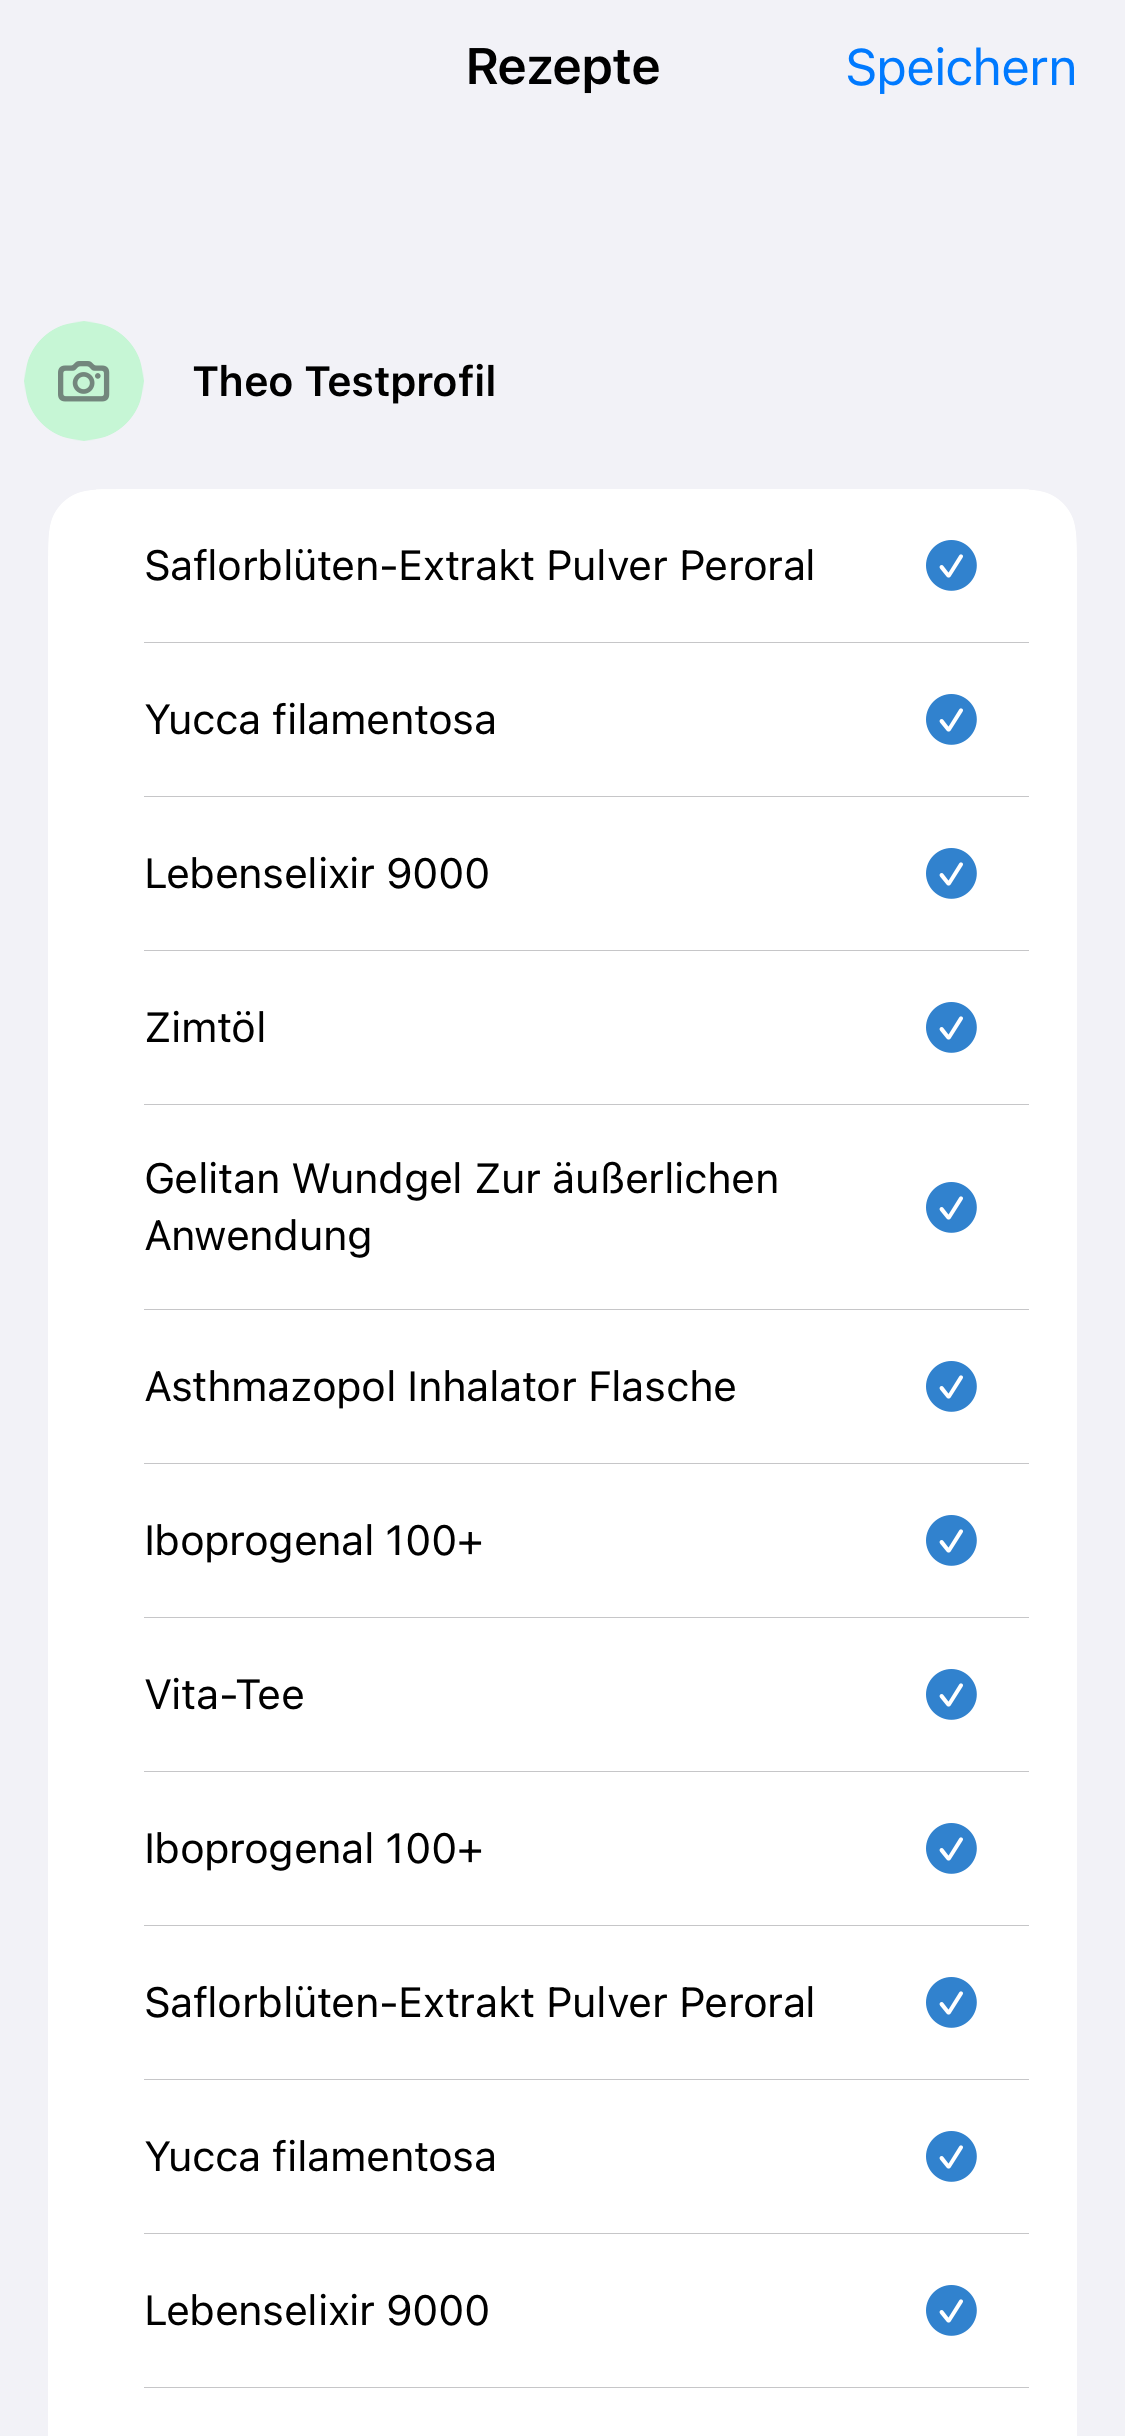 Rezepte
Speichern
Theo Testprofil
Saflorblüten-Extrakt Pulver Peroral
Yucca filamentosa
Lebenselixir 9000
Zimtöl
Gelitan Wundgel Zur äußerlichen
Anwendung
Asthmazopol Inhalator Flasche
Iboprogenal 100+
Vita-Tee
Iboprogenal 100+
Saflorblüten-Extrakt Pulver Peroral
Yucca filamentosa
Lebenselixir 9000